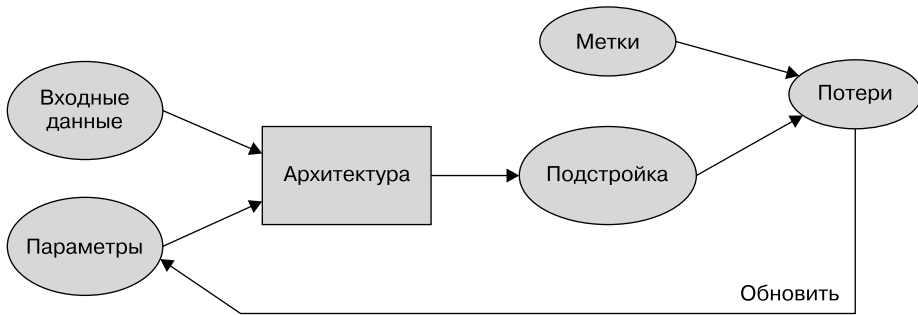 Метки
Потери
Входные
данные
Архитектура
Подстройка
Параметры
Обновить